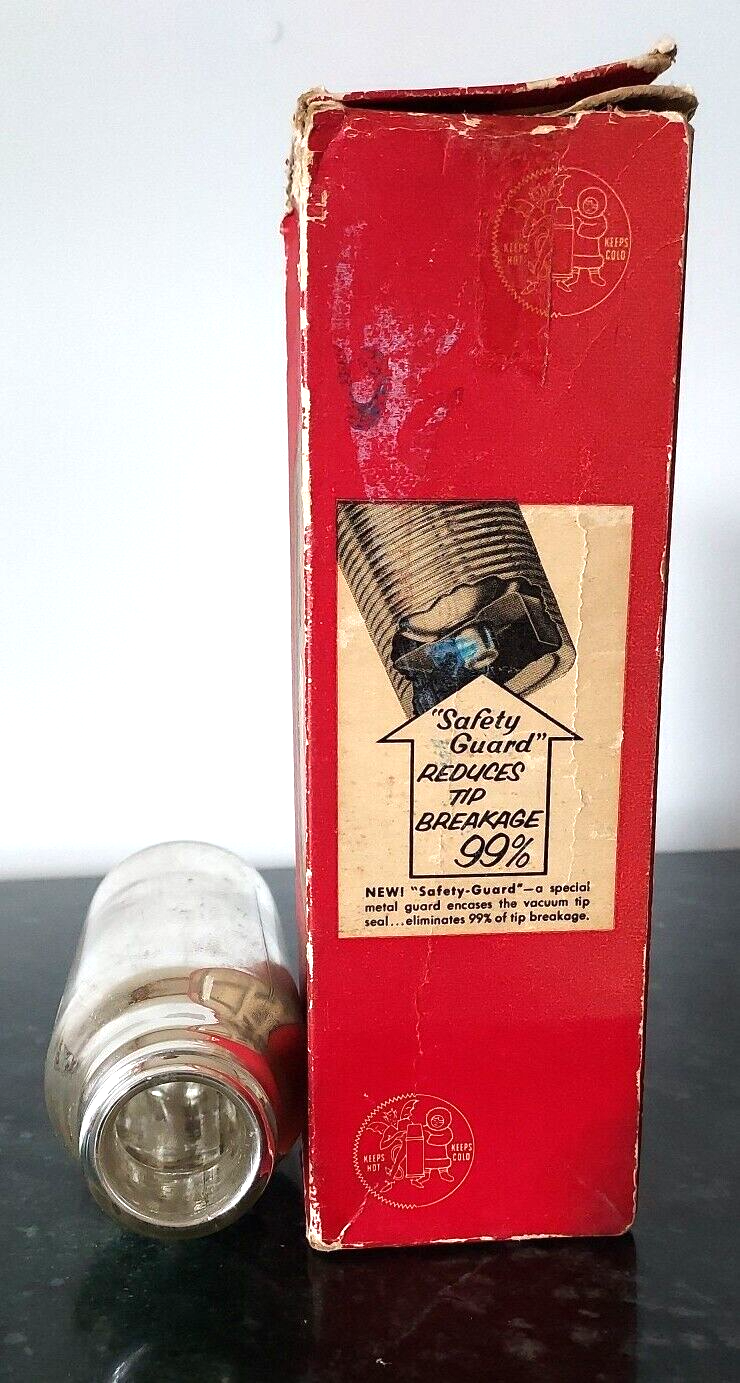 KEEPS
HOT
KEEPS
COLD
"Safety
Guard"
REDUCES
TIP
BREAKAGE
99%
NEW! "Safety-Guard"—a special
metal guard encases the vacuum tip
seal...eliminates 99% of tip breakage.
KEEPS
HOT
KEEPS
COLD